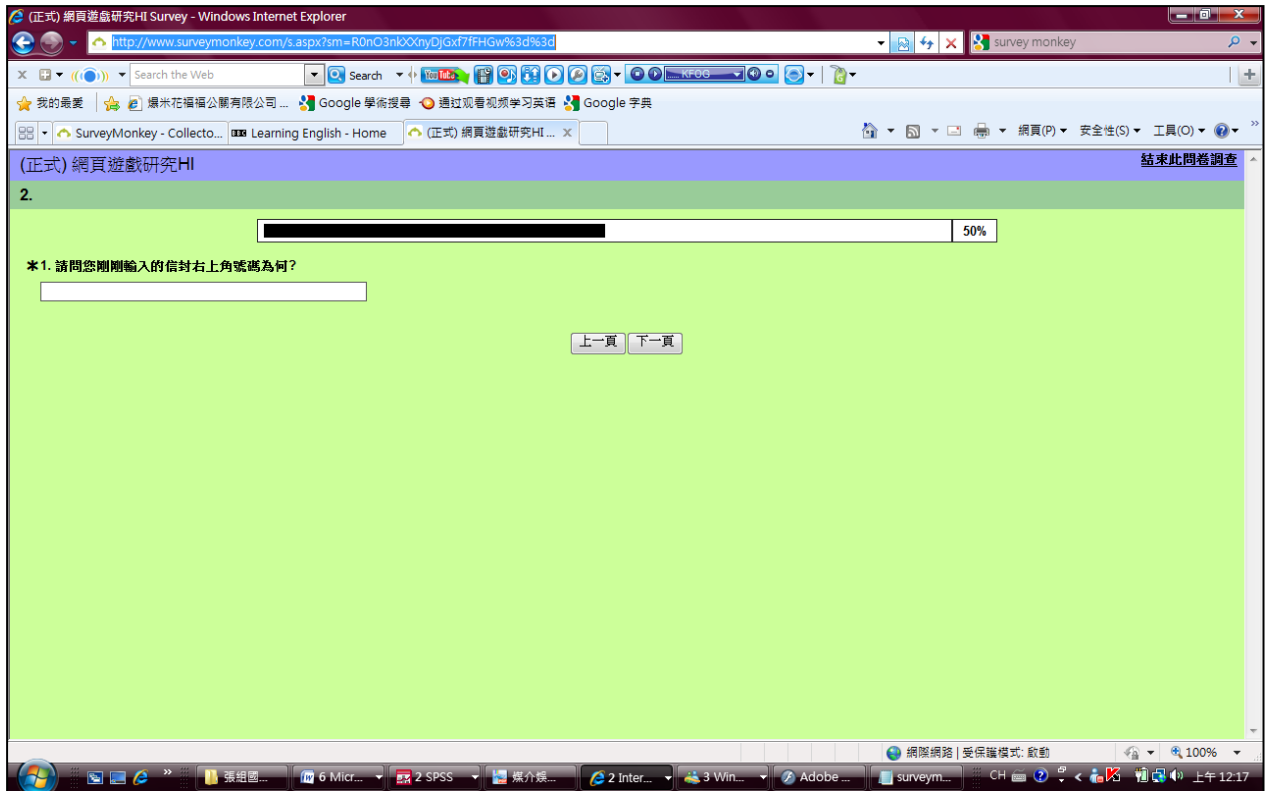 (正式) 網頁遊戲研究HI Survey - Windows Internet Explorer
http://www.surveymonkey.com/s.aspx?sm=R0nO3nkXXnyDjGxf7fFHGw%3d%3d survey monkey
Search the Web Search YouTube KFOG
我的最愛 爆米花福福公關有限公司 ... Google 學術搜尋 通过观看视频学习英语 Google 字典
SurveyMonkey - Collecto... Learning English - Home (正式) 網頁遊戲研究HI ... 網頁(P) 安全性(S) 工具(O)
(正式) 網頁遊戲研究HI 結束此問卷調查
2.
50%
*1. 請問您剛剛輸入的信封右上角號碼為何?
上一頁 下一頁
網際網路 | 受保護模式: 啟動 100%
張組國... 6 Micr... 2 SPSS 媒介娛... 2 Inter... 3 Win... Adobe ... surveym... CH 上午 12:17